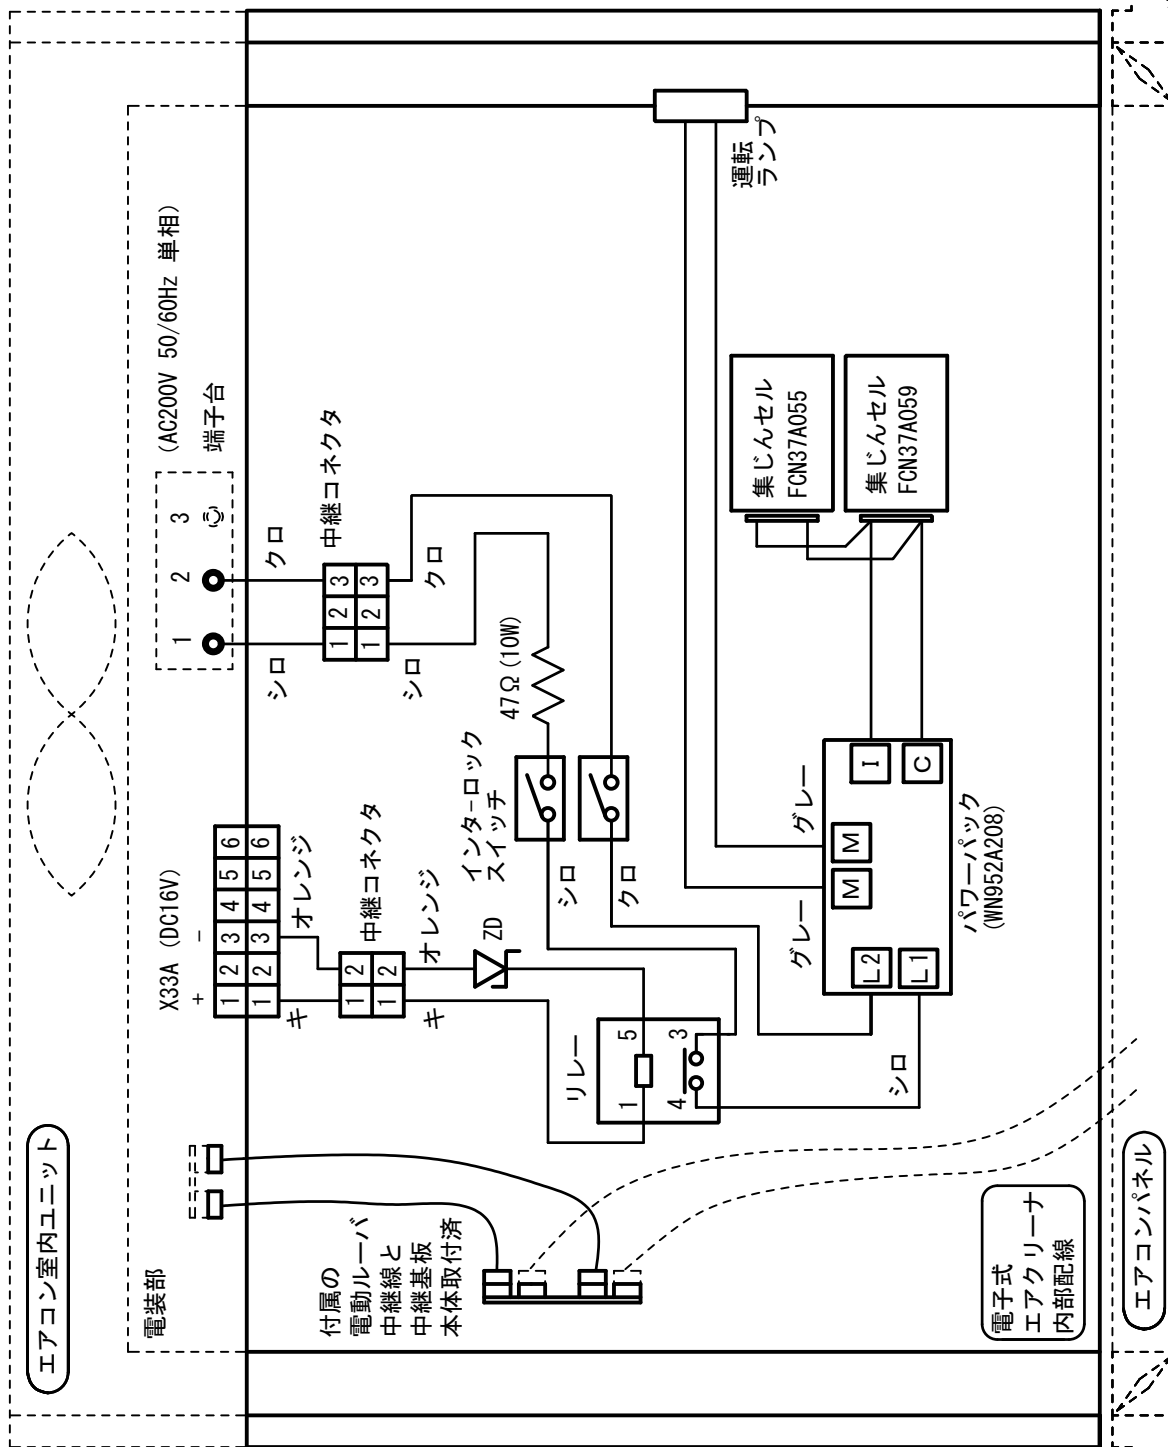 エアコン室内ユニット
電装部
X33A (DC16V)
+ -
1 2 3 4 5 6
1 2 3 4 5 6
キ
オレンジ
中継コネクタ
1 2
1 2
キ
オレンジ
ZD
(AC200V 50/60Hz 単相)
端子台
1 2 3
シロ
クロ
中継コネクタ
1 2 3
1 2 3
シロ
クロ
47Ω(10W)
インターロック
スイッチ
シロ
クロ
リレー
1 5
4 3
シロ
付属の
電動ルーバ
中継線と
中継基板
本体取付済
グレー
グレー
M M
L2
L1
I
C
パワーパック
(WN952A208)
集じんセル
FCN37A055
集じんセル
FCN37A059
運転
ランプ
電子式
エアクリーナ
内部配線
エアコンパネル